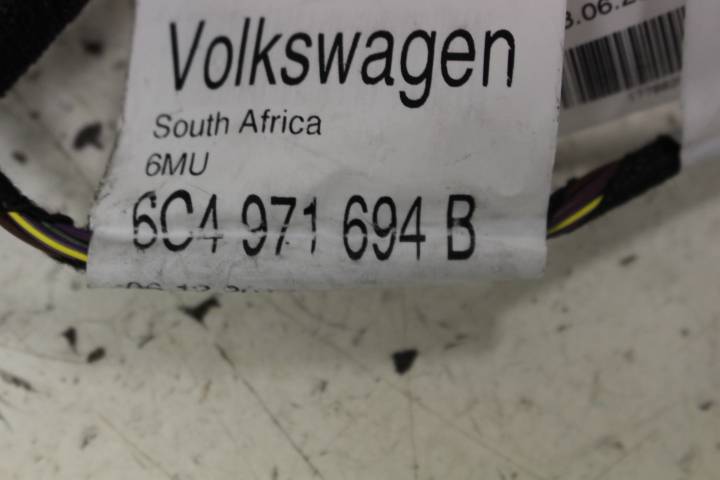 Volkswagen
South Africa
6MU
6C4 971 694 B